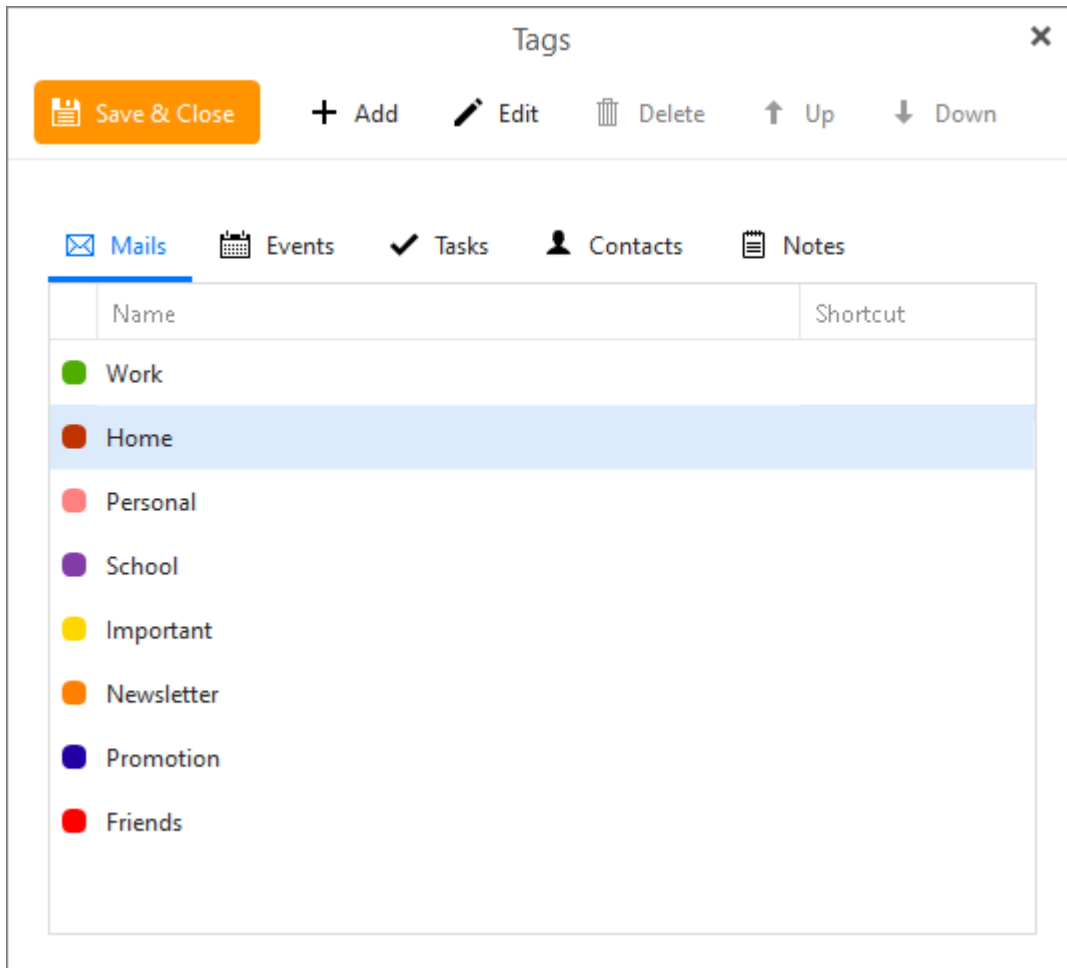 Tags
Save & Close Add Edit Delete Up Down
Mails Events Tasks Contacts Notes
Name Shortcut
Work
Home
Personal
School
Important
Newsletter
Promotion
Friends